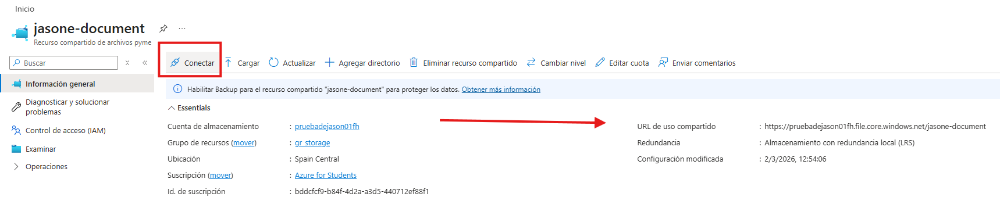 Inicio
jasone-document
Recurso compartido de archivos pyme
Buscar
Conectar Cargar Actualizar Agregar directorio Eliminar recurso compartido Cambiar nivel Editar cuota Enviar comentarios
Información general
Diagnosticar y solucionar
problemas
Control de acceso (IAM)
Examinar
Operaciones
Habilitar Backup para el recurso compartido "jasone-document" para proteger los datos. Obtener más información
Essentials
Cuenta de almacenamiento : pruebadejason01fh
Grupo de recursos (mover) : gr_storage
Ubicación : Spain Central
Suscripción (mover) : Azure for Students
Id. de suscripción : bddcfcf9-b84f-4d2a-a3d5-440712ef88f1
URL de uso compartido : https://pruebadejason01fh.file.core.windows.net/jasone-document
Redundancia : Almacenamiento con redundancia local (LRS)
Configuración modificada : 2/3/2026, 12:54:06